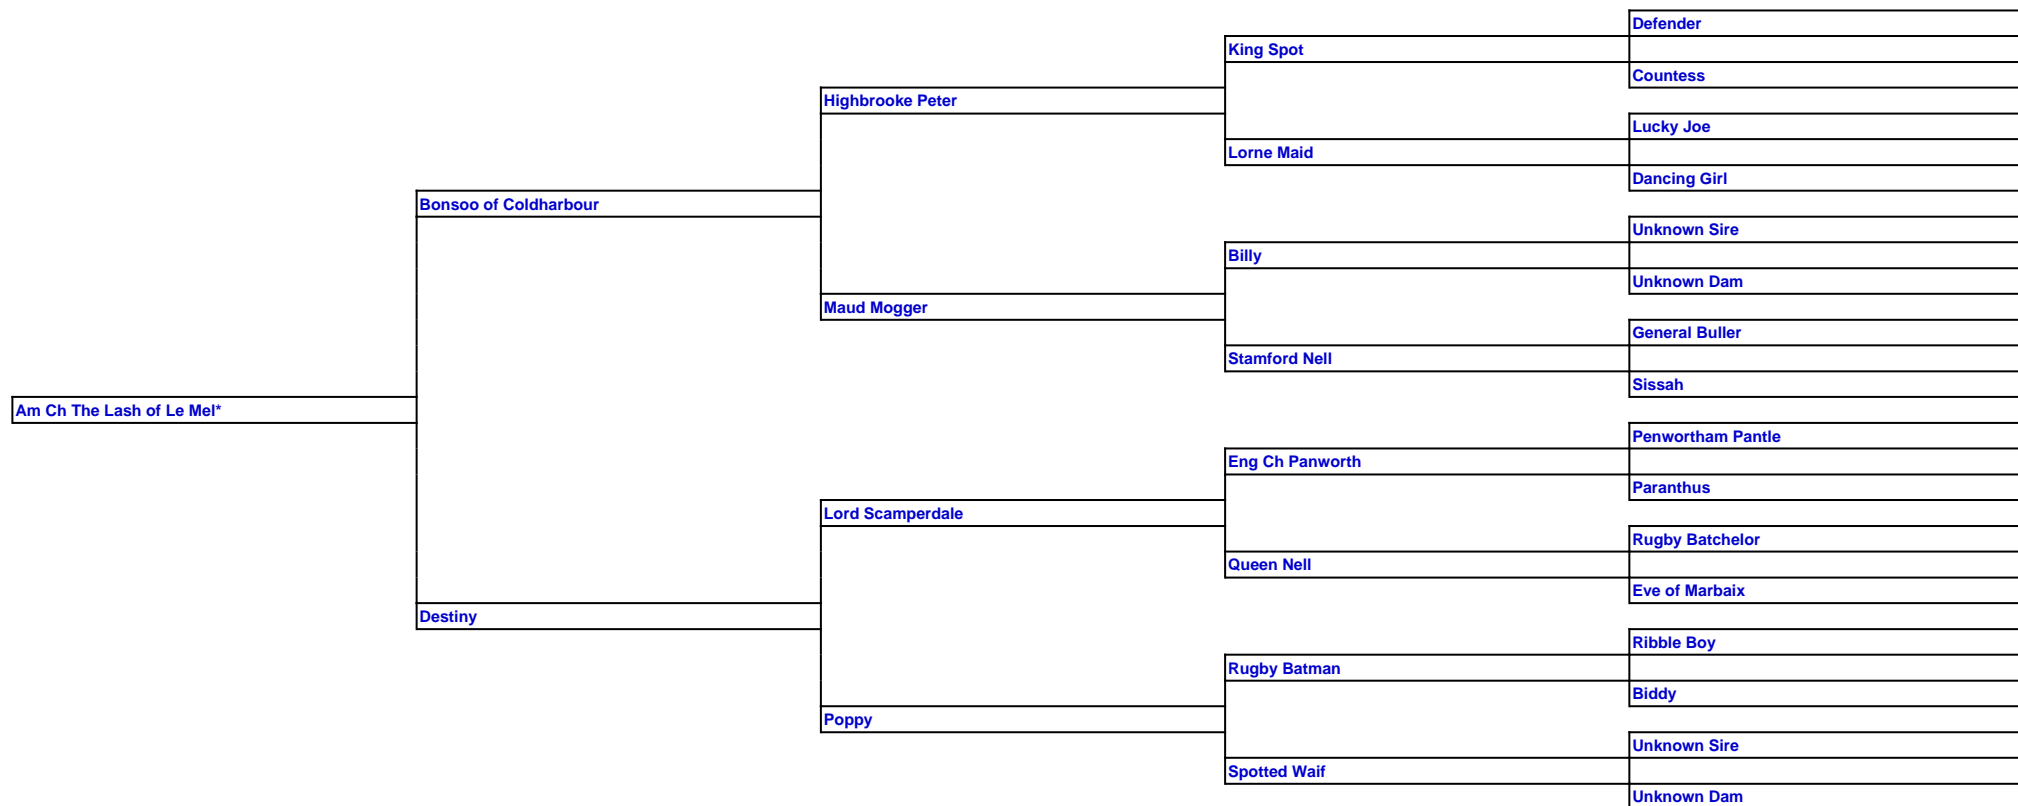 Defender
King Spot
Countess
Highbrooke Peter
Lucky Joe
Lorne Maid
Dancing Girl
Bonsoo of Coldharbour
Unknown Sire
Billy
Unknown Dam
Maud Mogger
General Buller
Stamford Nell
Sissah
Am Ch The Lash of Le Mel*
Penwortham Pantle
Eng Ch Panworth
Paranthus
Lord Scamperdale
Rugby Batchelor
Queen Nell
Eve of Marbaix
Destiny
Ribble Boy
Rugby Batman
Biddy
Poppy
Unknown Sire
Spotted Waif
Unknown Dam